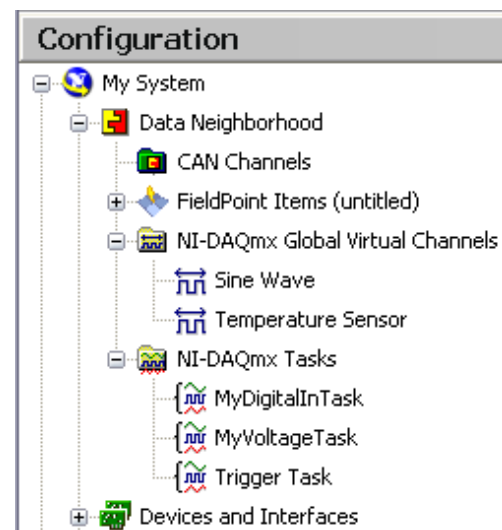 Configuration
My System
Data Neighborhood
CAN Channels
FieldPoint Items (untitled)
NI-DAQmx Global Virtual Channels
Sine Wave
Temperature Sensor
NI-DAQmx Tasks
MyDigitalInTask
MyVoltageTask
Trigger Task
Devices and Interfaces